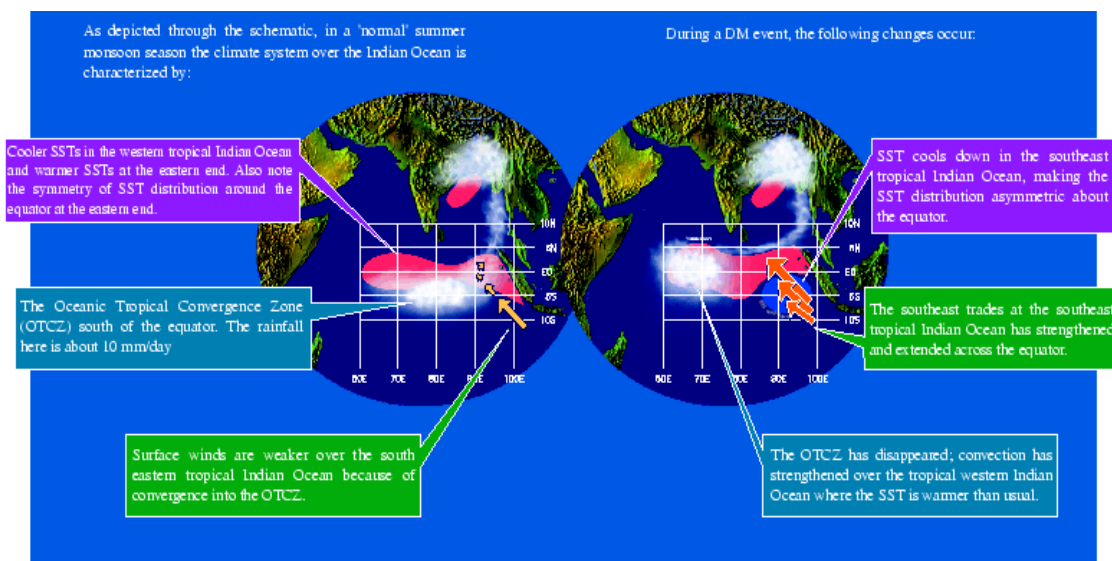 As depicted through the schematic, in a 'normal' summer
monsoon season the climate system over the Indian Ocean is
characterized by:
During a DM event, the following changes occur:
Cooler SSTs in the western tropical Indian Ocean
and warmer SSTs at the eastern end. Also note
the symmetry of SST distribution around the
equator at the eastern end.
The Oceanic Tropical Convergence Zone
(OTCZ) south of the equator. The rainfall
here is about 10 mm/day
Surface winds are weaker over the south
eastern tropical Indian Ocean because of
convergence into the OTCZ.
10N
5N
EQ
5S
10S
60E 70E 80E 90E 100E
SST cools down in the southeast
tropical Indian Ocean, making the
SST distribution asymmetric about
the equator.
The southeast trades at the southeast
tropical Indian Ocean has strengthened
and extended across the equator.
The OTCZ has disappeared; convection has
strengthened over the tropical western Indian
Ocean where the SST is warmer than usual.
10N
5N
EQ
5S
10S
60E 70E 80E 90E 100E